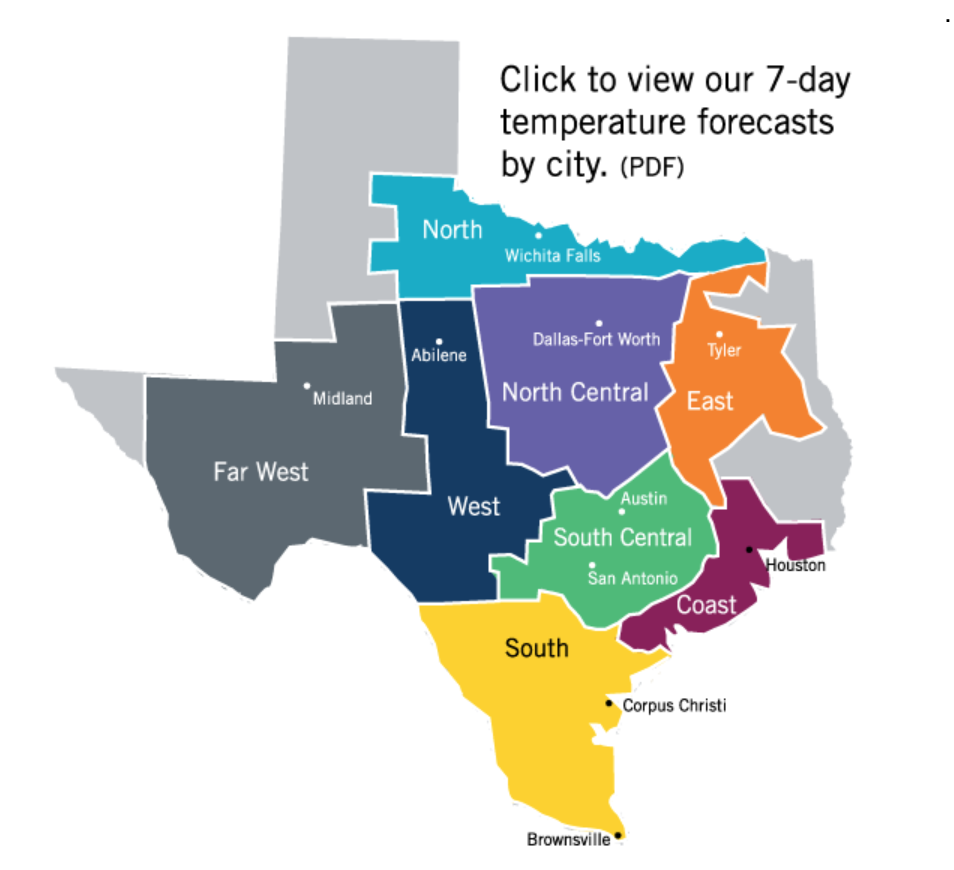 .
Click to view our 7-day
temperature forecasts
by city. (PDF)
North
Wichita Falls
Dallas-Fort Worth
Abilene
Tyler
Midland
North Central
East
Far West
Austin
West
South Central
Houston
San Antonio
Coast
South
Corpus Christi
Brownsville